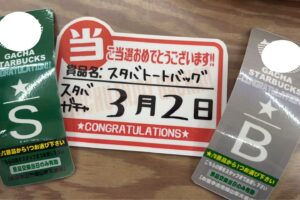 GACHA
STARBUCKS
CONGRATULATIONS!
S
当
ご当選おめでとうございます!!
賞品名: スタバトートバッグ
スタバ
ガチャ
3月2日
★CONGRATULATIONS★
GACHA
STARBUCKS
CONGRATULATIONS!
B